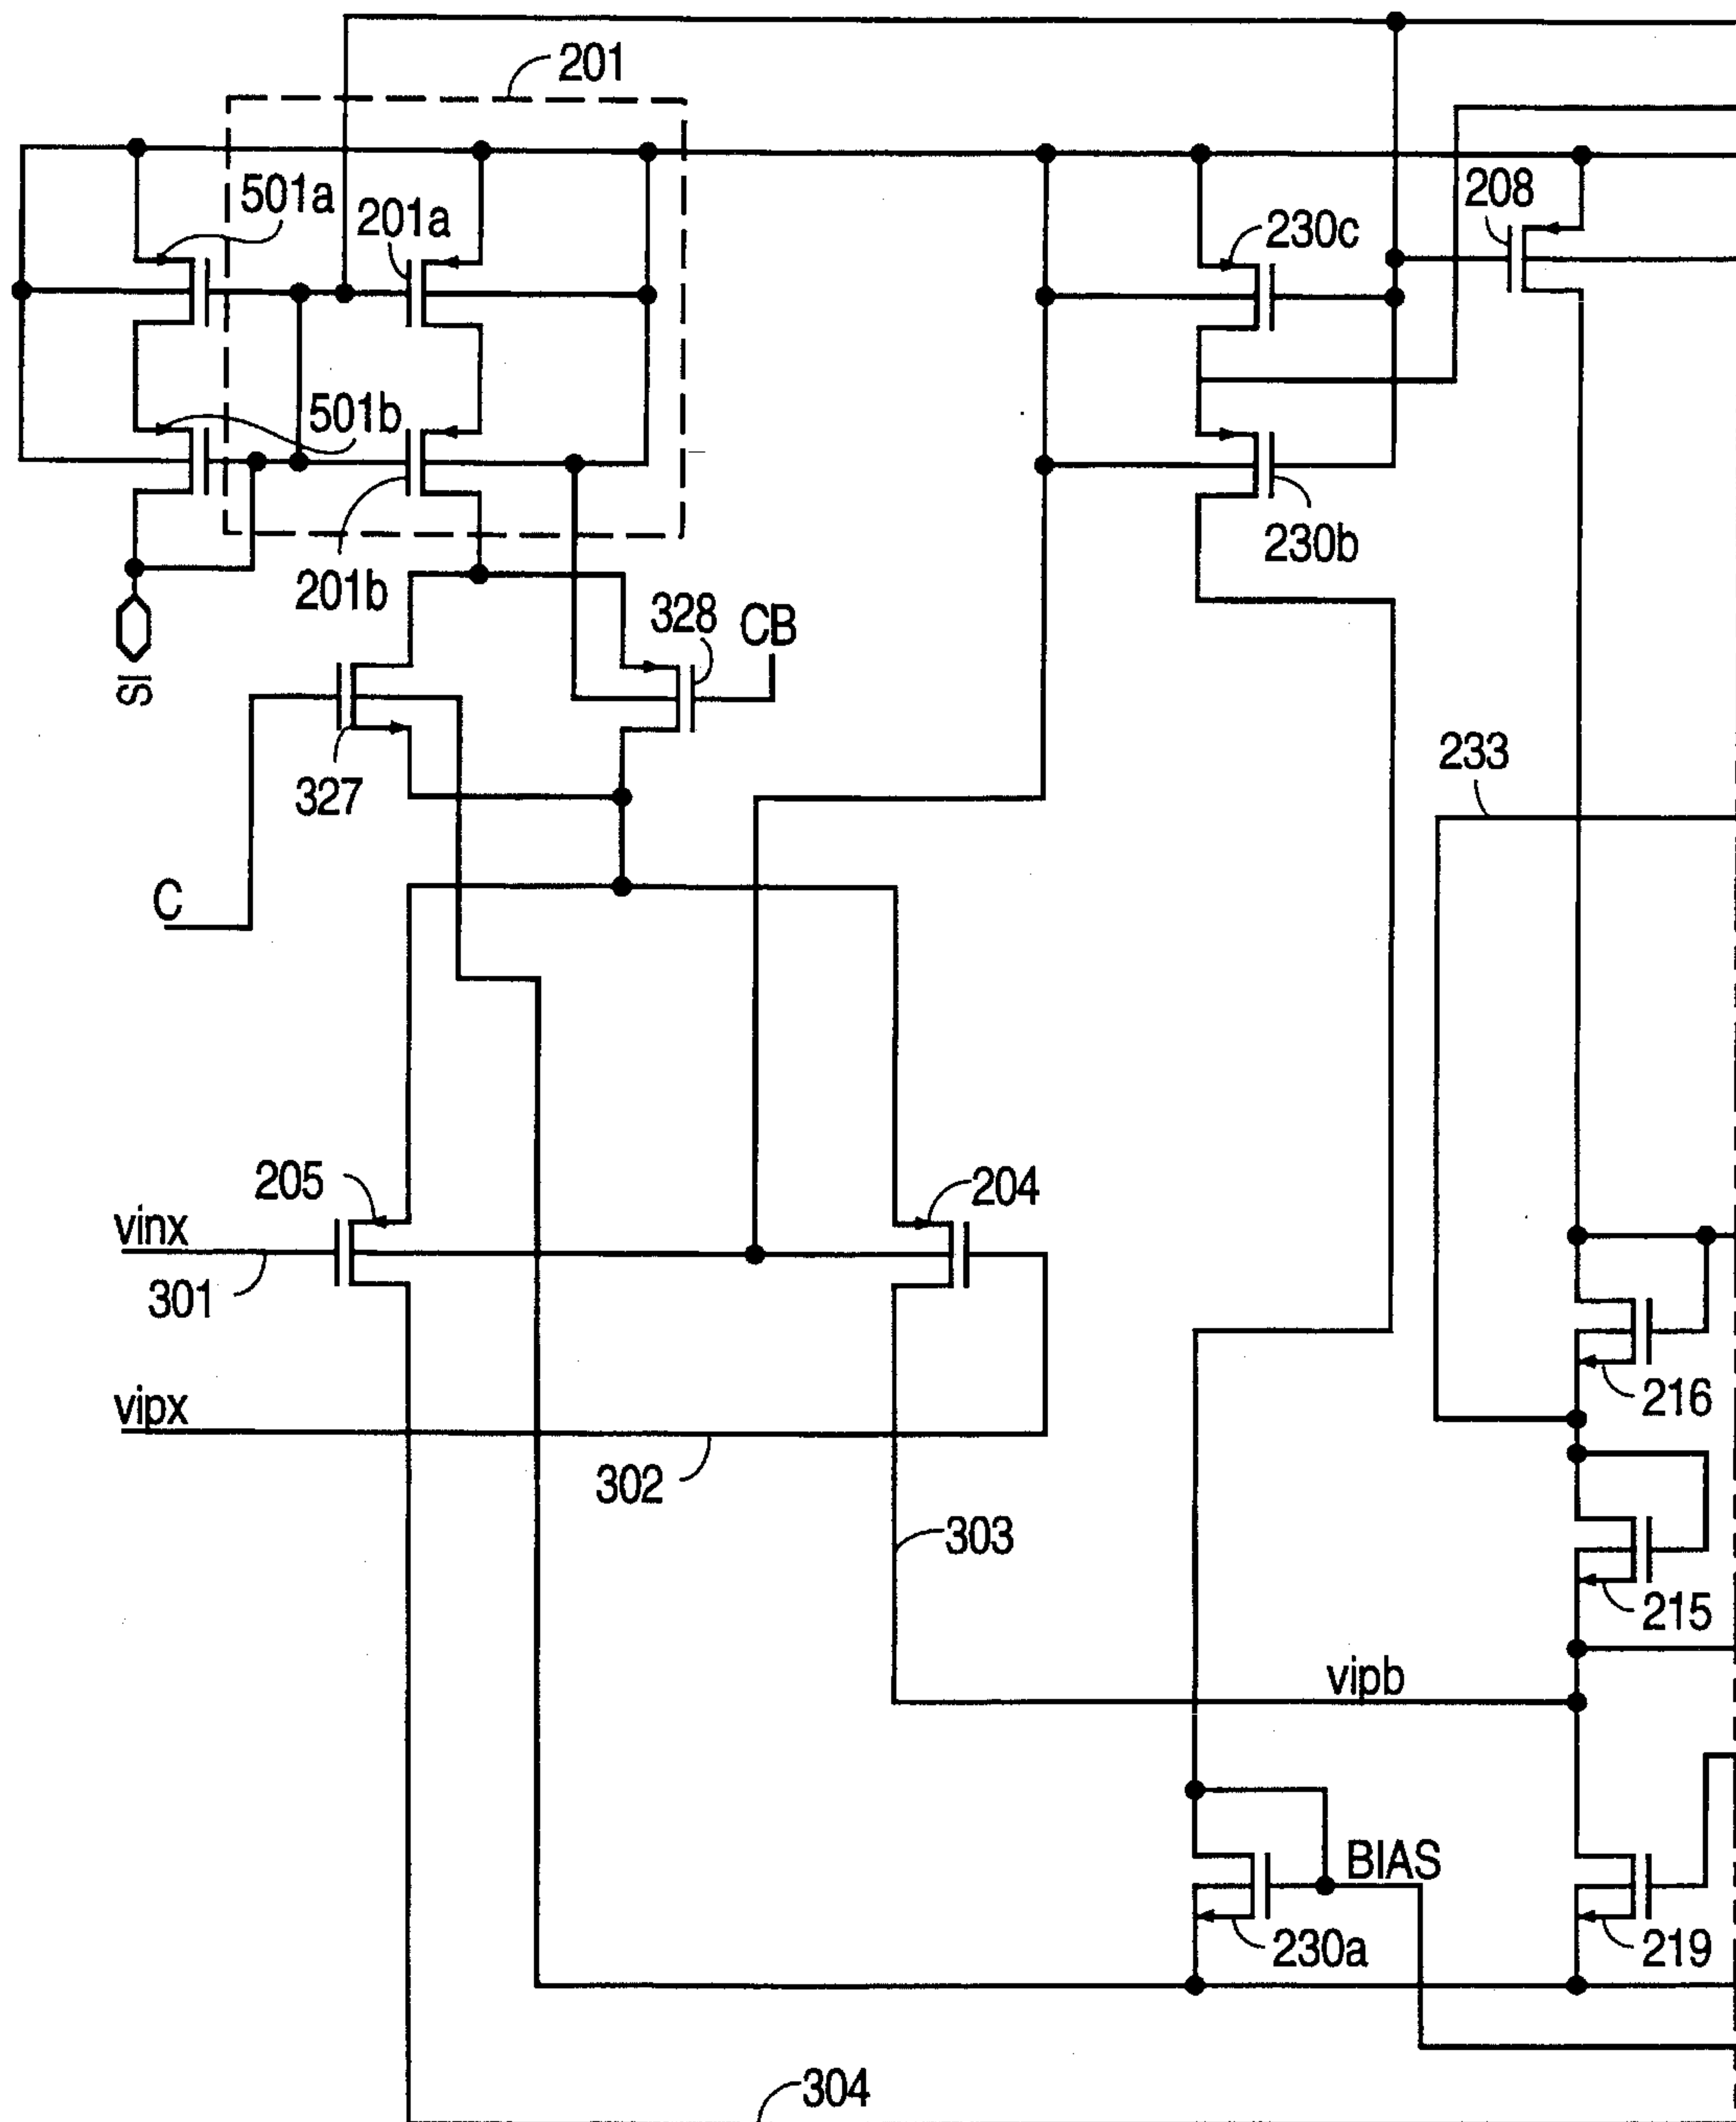 201
501a
201a
208
230c
501b
230b
201b
328
CB
SI
233
327
C
205
204
vinx
301
216
vipx
302
303
215
vipb
BIAS
230a
219
304